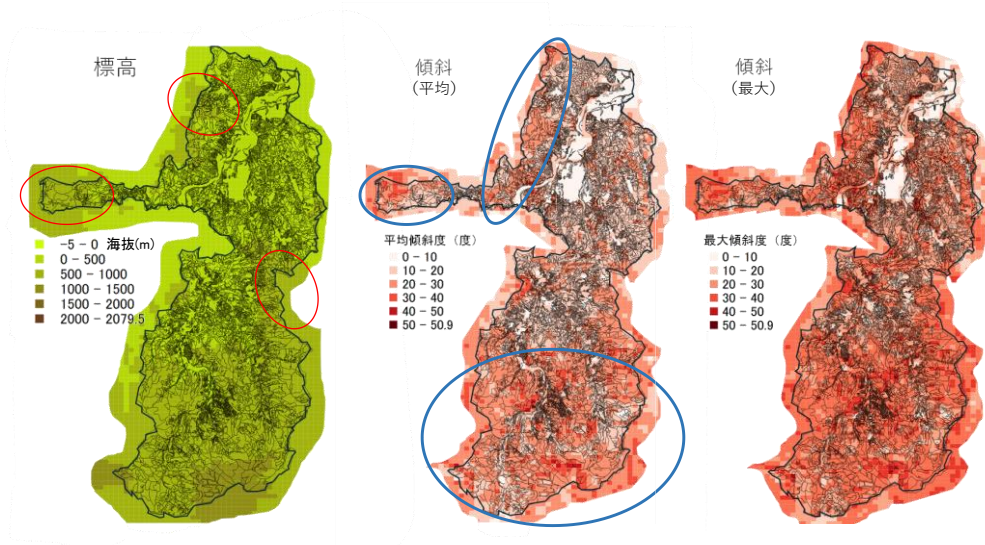 標高
-5 - 0 海抜(m)
0 - 500
500 - 1000
1000 - 1500
1500 - 2000
2000 - 2079.5
傾斜
(平均)
平均傾斜度 (度)
0 - 10
10 - 20
20 - 30
30 - 40
40 - 50
50 - 50.9
傾斜
(最大)
最大傾斜度 (度)
0 - 10
10 - 20
20 - 30
30 - 40
40 - 50
50 - 50.9